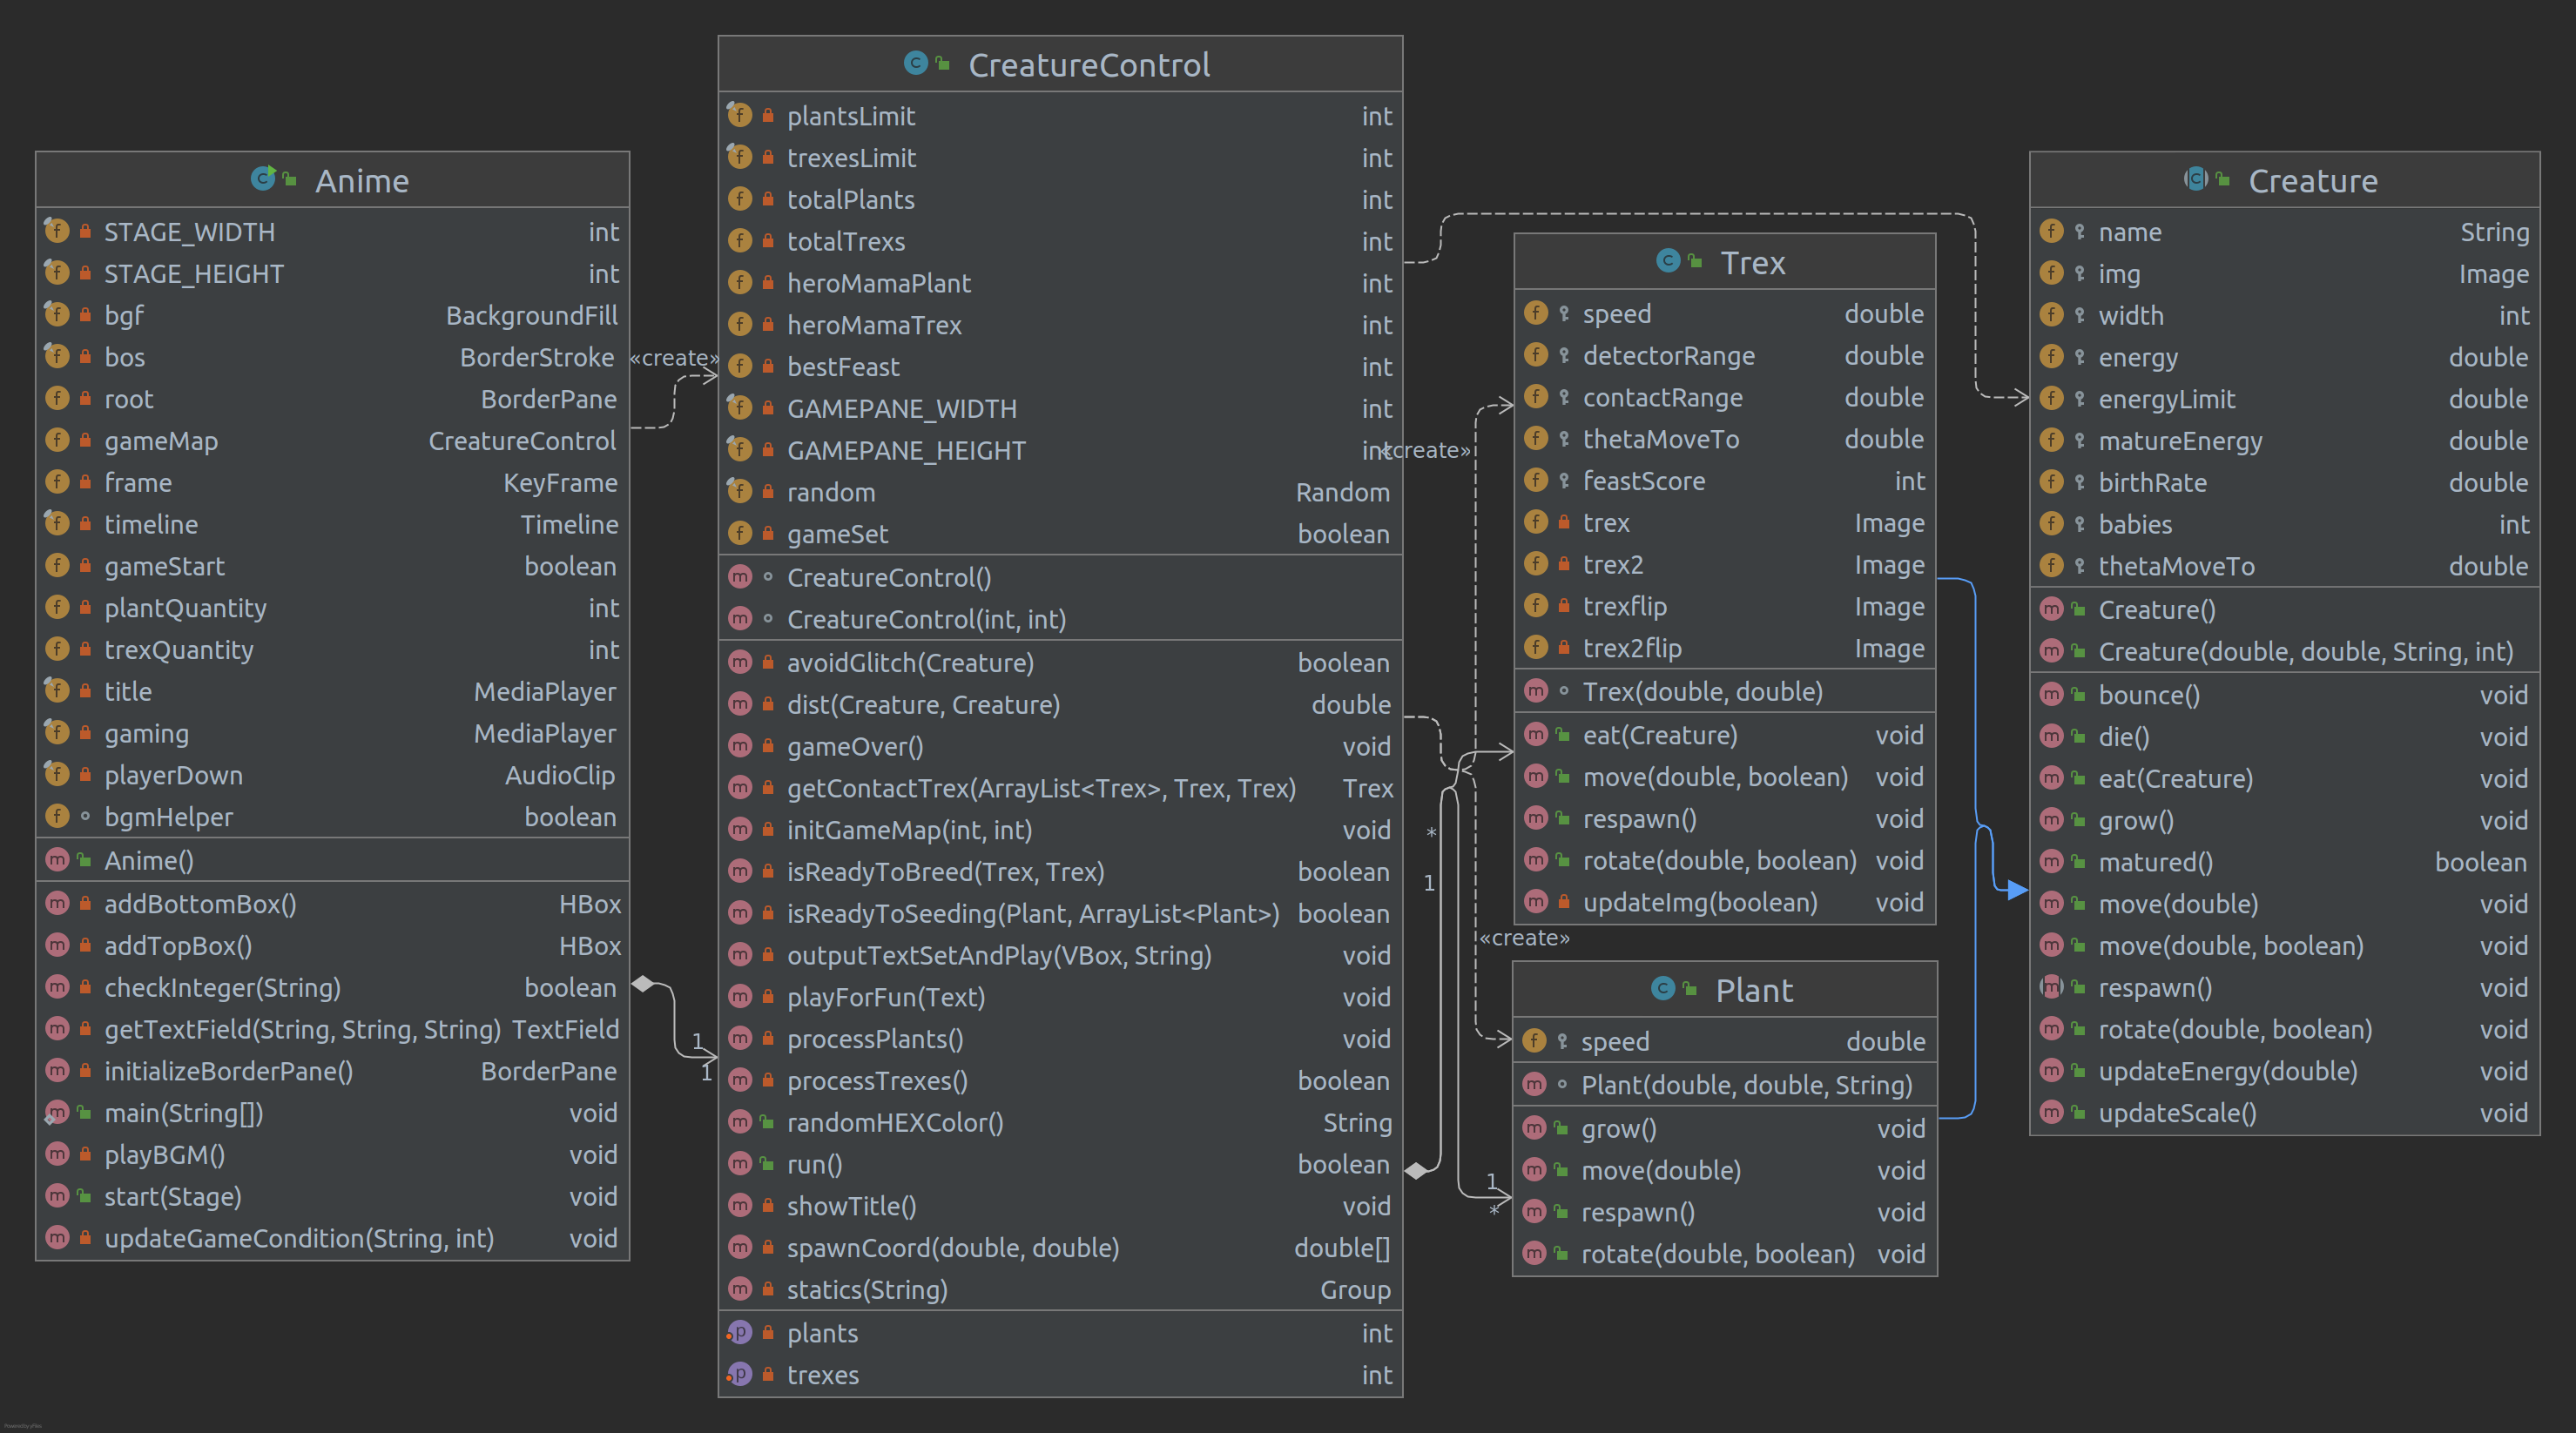 Anime
STAGE_WIDTH int
STAGE_HEIGHT int
bgf BackgroundFill
bos BorderStroke
root BorderPane
gameMap CreatureControl
frame KeyFrame
timeline Timeline
gameStart boolean
plantQuantity int
trexQuantity int
title MediaPlayer
gaming MediaPlayer
playerDown AudioClip
bgmHelper boolean
Anime()
addBottomBox() HBox
addTopBox() HBox
checkInteger(String) boolean
getTextField(String, String, String) TextField
initializeBorderPane() BorderPane
main(String[]) void
playBGM() void
start(Stage) void
updateGameCondition(String, int) void
«create»
1
1
CreatureControl
plantsLimit int
trexesLimit int
totalPlants int
totalTrexs int
heroMamaPlant int
heroMamaTrex int
bestFeast int
GAMEPANE_WIDTH int
GAMEPANE_HEIGHT int
random Random
gameSet boolean
CreatureControl()
CreatureControl(int, int)
avoidGlitch(Creature) boolean
dist(Creature, Creature) double
gameOver() void
getContactTrex(ArrayList<Trex>, Trex, Trex) Trex
initGameMap(int, int) void
isReadyToBreed(Trex, Trex) boolean
isReadyToSeeding(Plant, ArrayList<Plant>) boolean
outputTextSetAndPlay(VBox, String) void
playForFun(Text) void
processPlants() void
processTrexes() boolean
randomHEXColor() String
run() boolean
showTitle() void
spawnCoord(double, double) double[]
statics(String) Group
plants int
trexes int
«create»
*
1
«create»
1
*
Trex
speed double
detectorRange double
contactRange double
thetaMoveTo double
feastScore int
trex Image
trex2 Image
trexflip Image
trex2flip Image
Trex(double, double)
eat(Creature) void
move(double, boolean) void
respawn() void
rotate(double, boolean) void
updateImg(boolean) void
Plant
speed double
Plant(double, double, String)
grow() void
move(double) void
respawn() void
rotate(double, boolean) void
Creature
name String
img Image
width int
energy double
energyLimit double
matureEnergy double
birthRate double
babies int
thetaMoveTo double
Creature()
Creature(double, double, String, int)
bounce() void
die() void
eat(Creature) void
grow() void
matured() boolean
move(double) void
move(double, boolean) void
respawn() void
rotate(double, boolean) void
updateEnergy(double) void
updateScale() void
Powered by yFiles